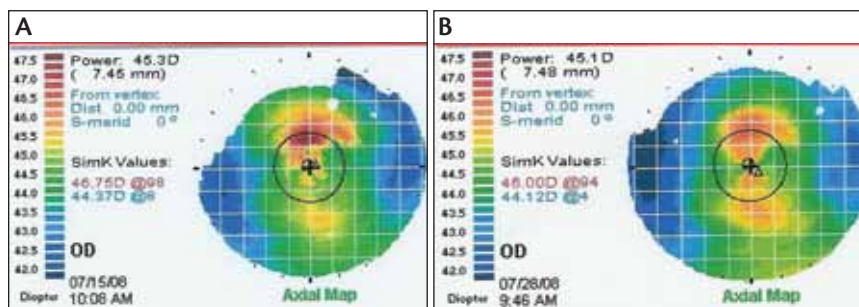 A
47.5
47.0
46.5
46.0
45.5
45.0
44.5
44.0
43.5
43.0
42.5
42.0
Diopter
Power: 45.3D
( 7.45 mm)
From vertex:
Dist 0.00 mm
S-merid 0 º
SimK Values:
46.75D @98
44.37D @8
OD
07/15/08
10:08 AM
Axial Map
B
47.5
47.0
46.5
46.0
45.5
45.0
44.5
44.0
43.5
43.0
42.5
42.0
Diopter
Power: 45.1D
( 7.48 mm)
From vertex:
Dist 0.00 mm
S-merid 0 º
SimK Values:
46.00D @94
44.12D @4
OD
07/28/08
9:46 AM
Axial Map